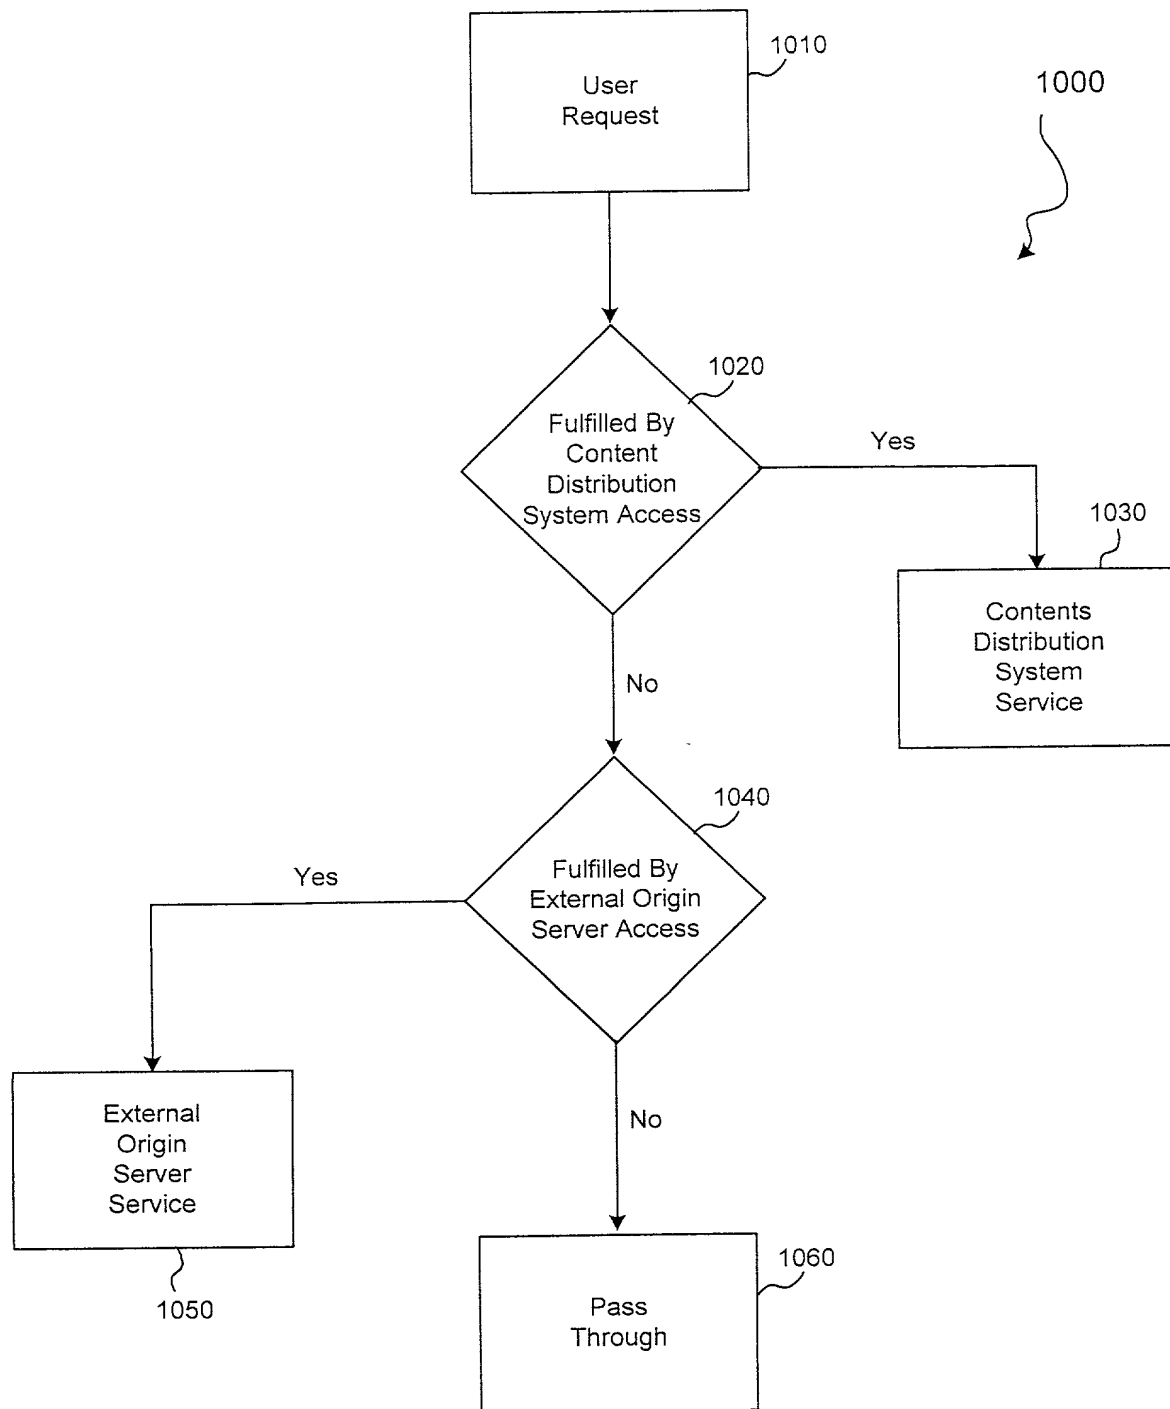 1010
User
Request
1000
1020
Fulfilled By
Content
Distribution
System Access
Yes
1030
Contents
Distribution
System
Service
No
1040
Fulfilled By
External Origin
Server Access
Yes
External
Origin
Server
Service
1050
No
1060
Pass
Through